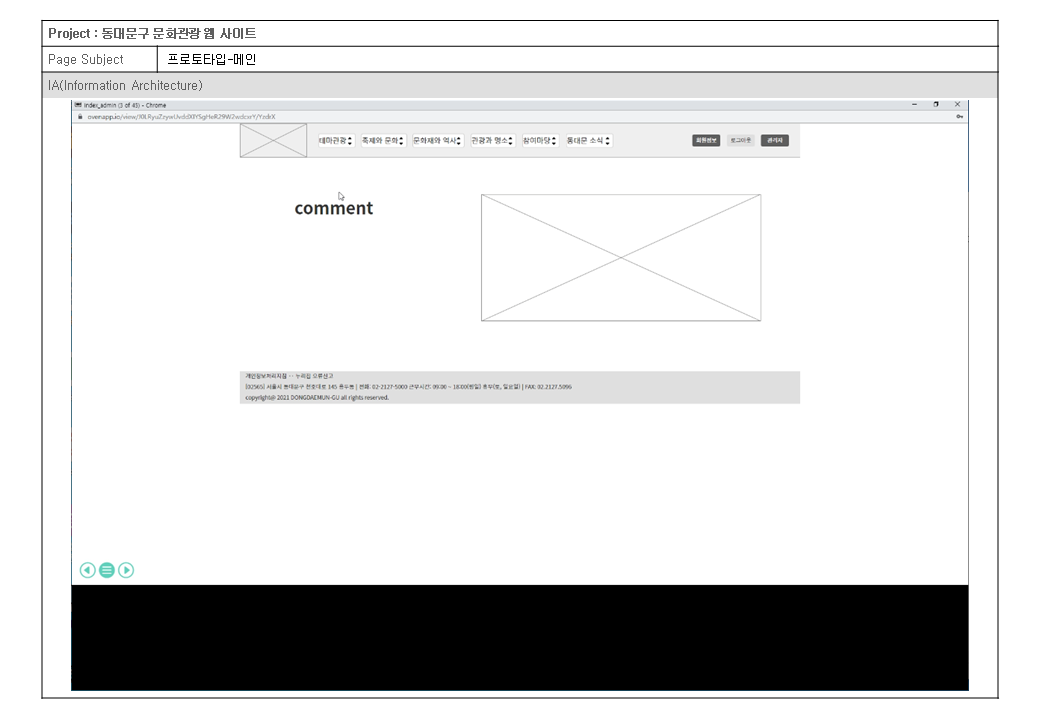 Project : 동대문구 문화관광 웹 사이트
Page Subject 프로토타입-메인
IA(Information Architecture)
index_admin (3 of 43) - Chrome
테마관광 축제와 문화 문화재와 역사 관광과 명소 참여마당 동대문 소식 회원정보 로그아웃 관리자
comment
개인정보처리지침 ·· 누리집 오류신고
[02565] 서울시 동대문구 천호대로 145 용두동 | 전화: 02-2127-5000 근무시간: 09:00 ~ 18:00(평일) 휴무(토, 일요일) | FAX: 02.2127.5096
copyright@ 2021 DONGDAEMUN-GU all rights reserved.